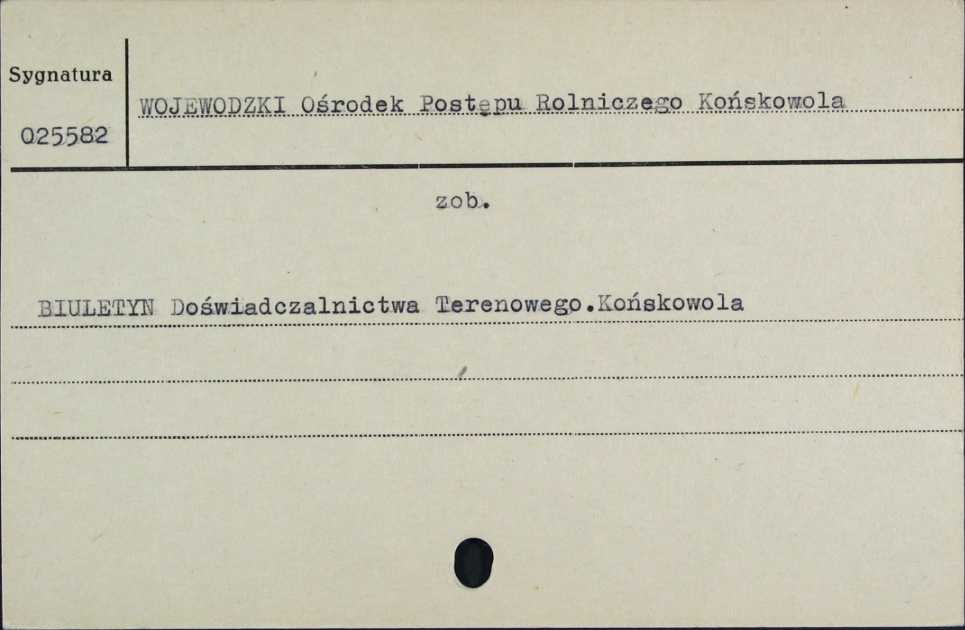 Sygnatura
WOJEWODZKI Ośrodek Postępu Rolniczego Końskowola
025582
zob.
BIULETYN Doświadczalnictwa Terenowego.Końskowola